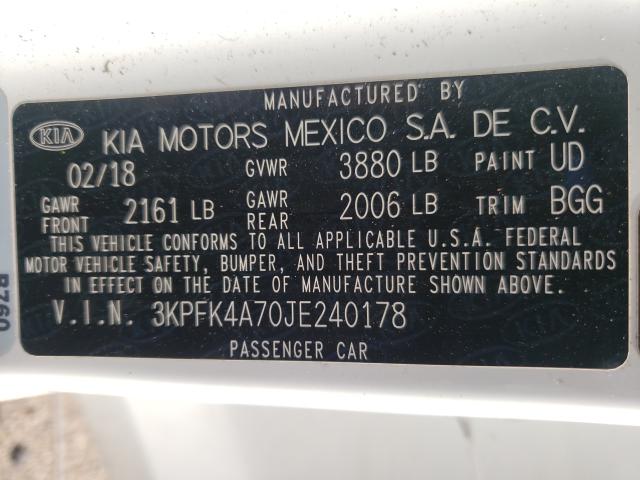 MANUFACTURED BY
KIA KIA MOTORS MEXICO S.A. DE C.V.
02/18 GVWR 3880 LB PAINT UD
GAWR FRONT 2161 LB GAWR REAR 2006 LB TRIM BGG
THIS VEHICLE CONFORMS TO ALL APPLICABLE U.S.A. FEDERAL
MOTOR VEHICLE SAFETY, BUMPER, AND THEFT PREVENTION STANDARDS
IN EFFECT ON THE DATE OF MANUFACTURE SHOWN ABOVE.
V.I.N. 3KPFK4A70JE240178
PASSENGER CAR
B760